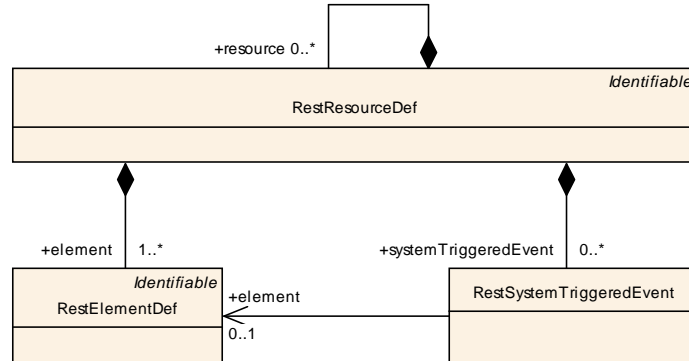 +resource 0..*
Identifiable
RestResourceDef
+element 1..*
+systemTriggeredEvent 0..*
Identifiable
RestElementDef
+element
0..1
RestSystemTriggeredEvent